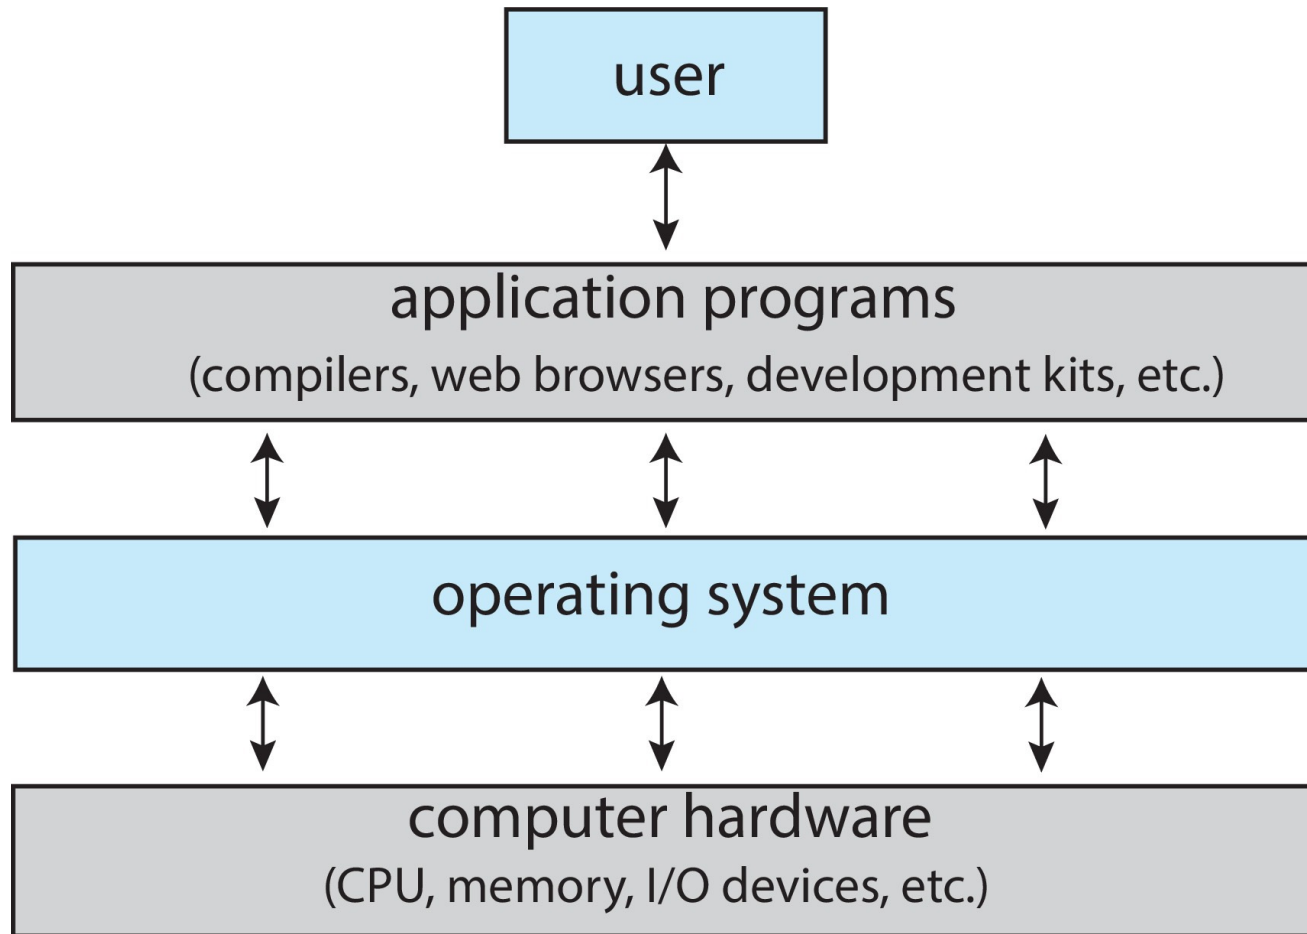 user
application programs
(compilers, web browsers, development kits, etc.)
operating system
computer hardware
(CPU, memory, I/O devices, etc.)